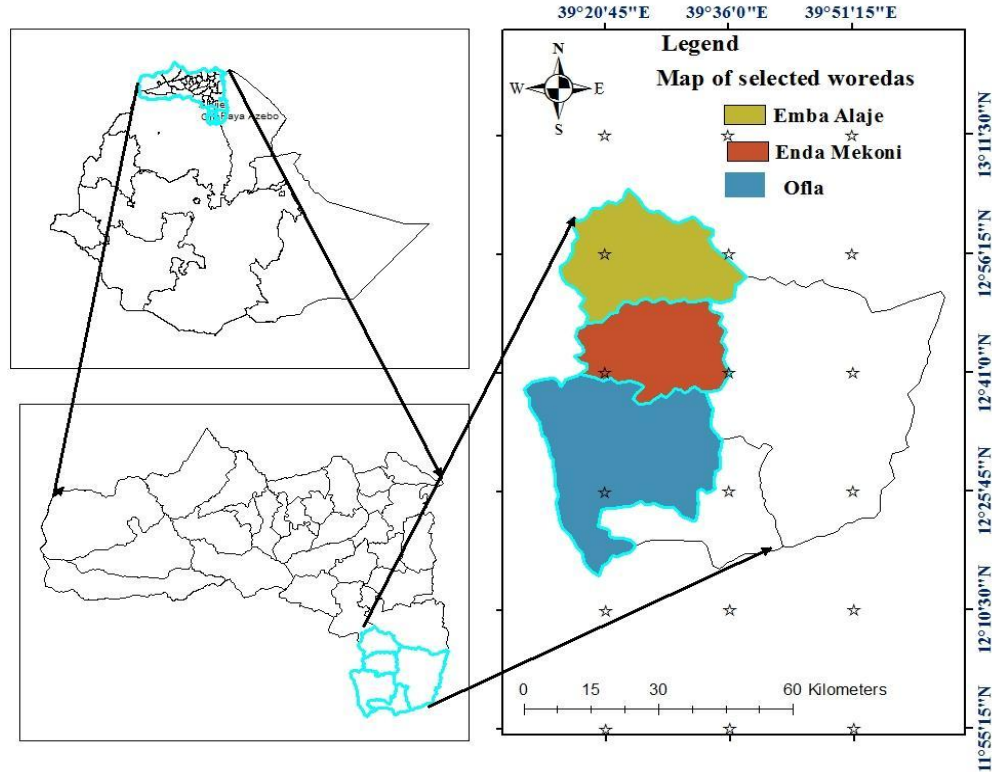 39°20'45"E 39°36'0"E 39°51'15"E
Legend
Map of selected woredas
Emba Alaje
Enda Mekoni
Ofla
N
W E
S
Raya Azebo
13°11'30"N
12°56'15"N
12°41'0"N
12°25'45"N
12°10'30"N
11°55'15"N
0 15 30 60 Kilometers